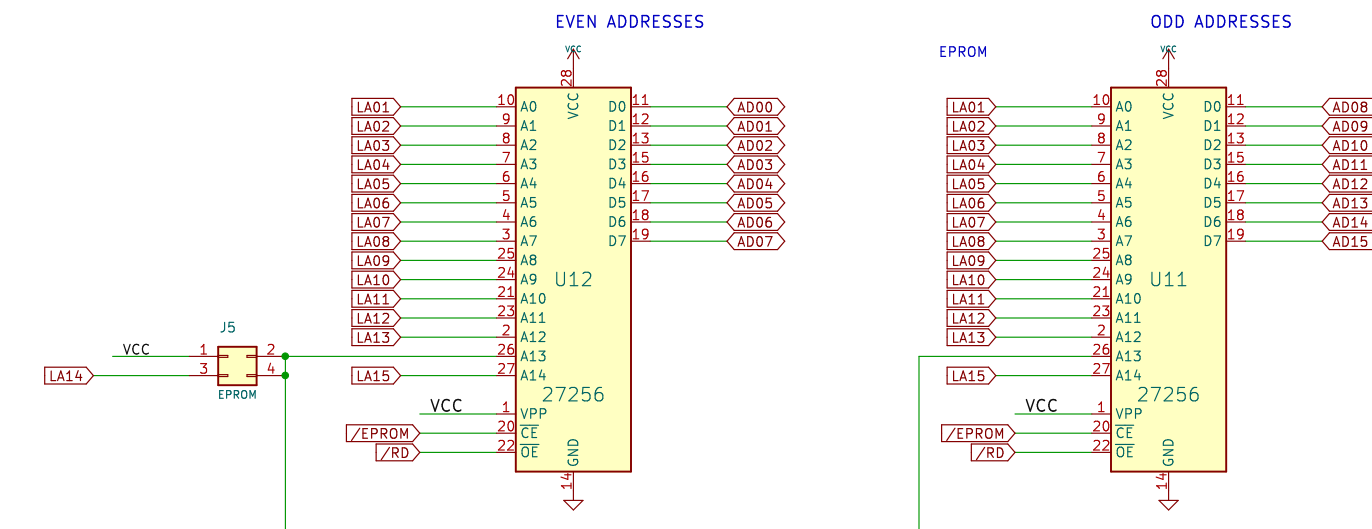 EVEN ADDRESSES
ODD ADDRESSES
EPROM
VCC
28
VCC
LA01 10 A0 D0 11 AD00
LA02 9 A1 D1 12 AD01
LA03 8 A2 D2 13 AD02
LA04 7 A3 D3 15 AD03
LA05 6 A4 D4 16 AD04
LA06 5 A5 D5 17 AD05
LA07 4 A6 D6 18 AD06
LA08 3 A7 D7 19 AD07
LA09 25 A8
LA10 24 A9
U12
LA11 21 A10
LA12 23 A11
LA13 2 A12
26 A13
LA15 27 A14
27256
VCC 1 VPP
/EPROM 20 CE
/RD 22 OE
GND
14
J5
VCC 1 2
LA14 3 4
EPROM
VCC
28
VCC
LA01 10 A0 D0 11 AD08
LA02 9 A1 D1 12 AD09
LA03 8 A2 D2 13 AD10
LA04 7 A3 D3 15 AD11
LA05 6 A4 D4 16 AD12
LA06 5 A5 D5 17 AD13
LA07 4 A6 D6 18 AD14
LA08 3 A7 D7 19 AD15
LA09 25 A8
LA10 24 A9
U11
LA11 21 A10
LA12 23 A11
LA13 2 A12
26 A13
LA15 27 A14
27256
VCC 1 VPP
/EPROM 20 CE
/RD 22 OE
GND
14